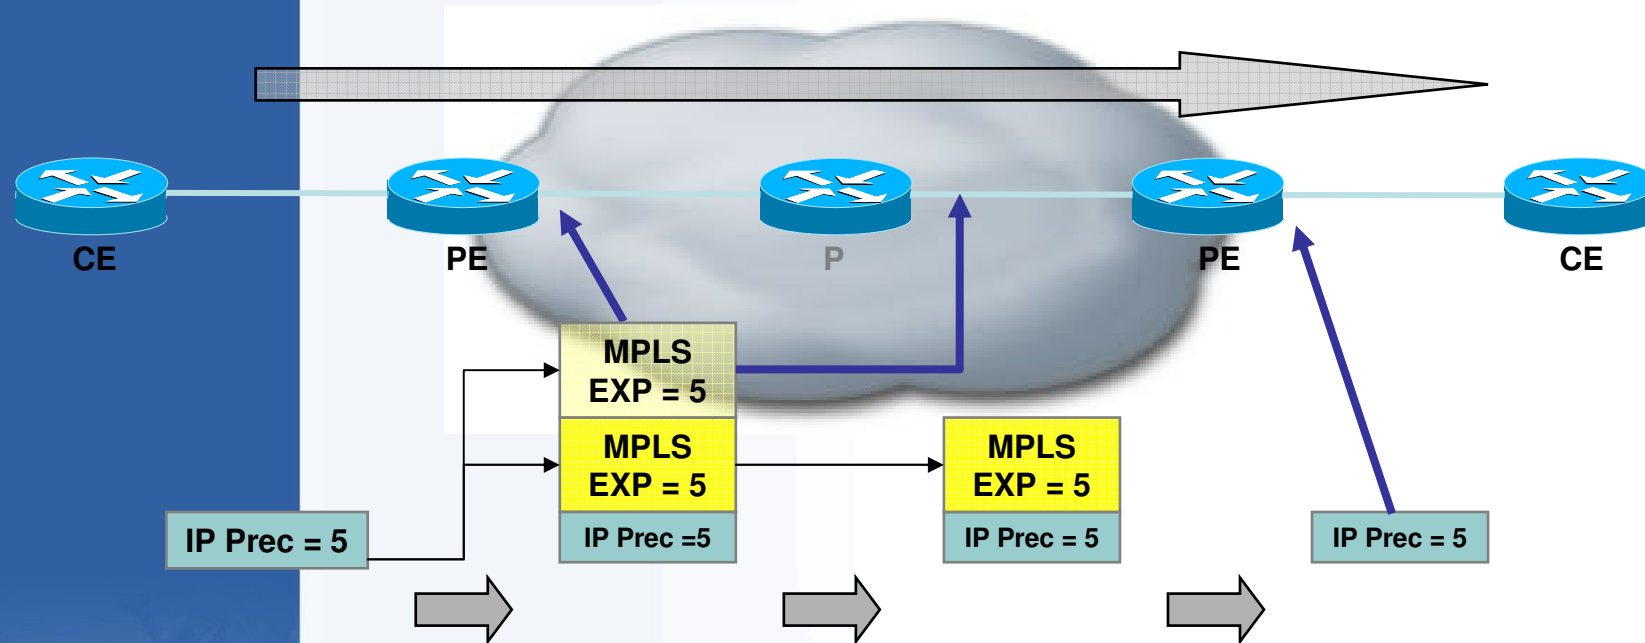 CE
PE
P
PE
CE
MPLS
EXP = 5
MPLS
EXP = 5
MPLS
EXP = 5
IP Prec = 5
IP Prec =5
IP Prec = 5
IP Prec = 5